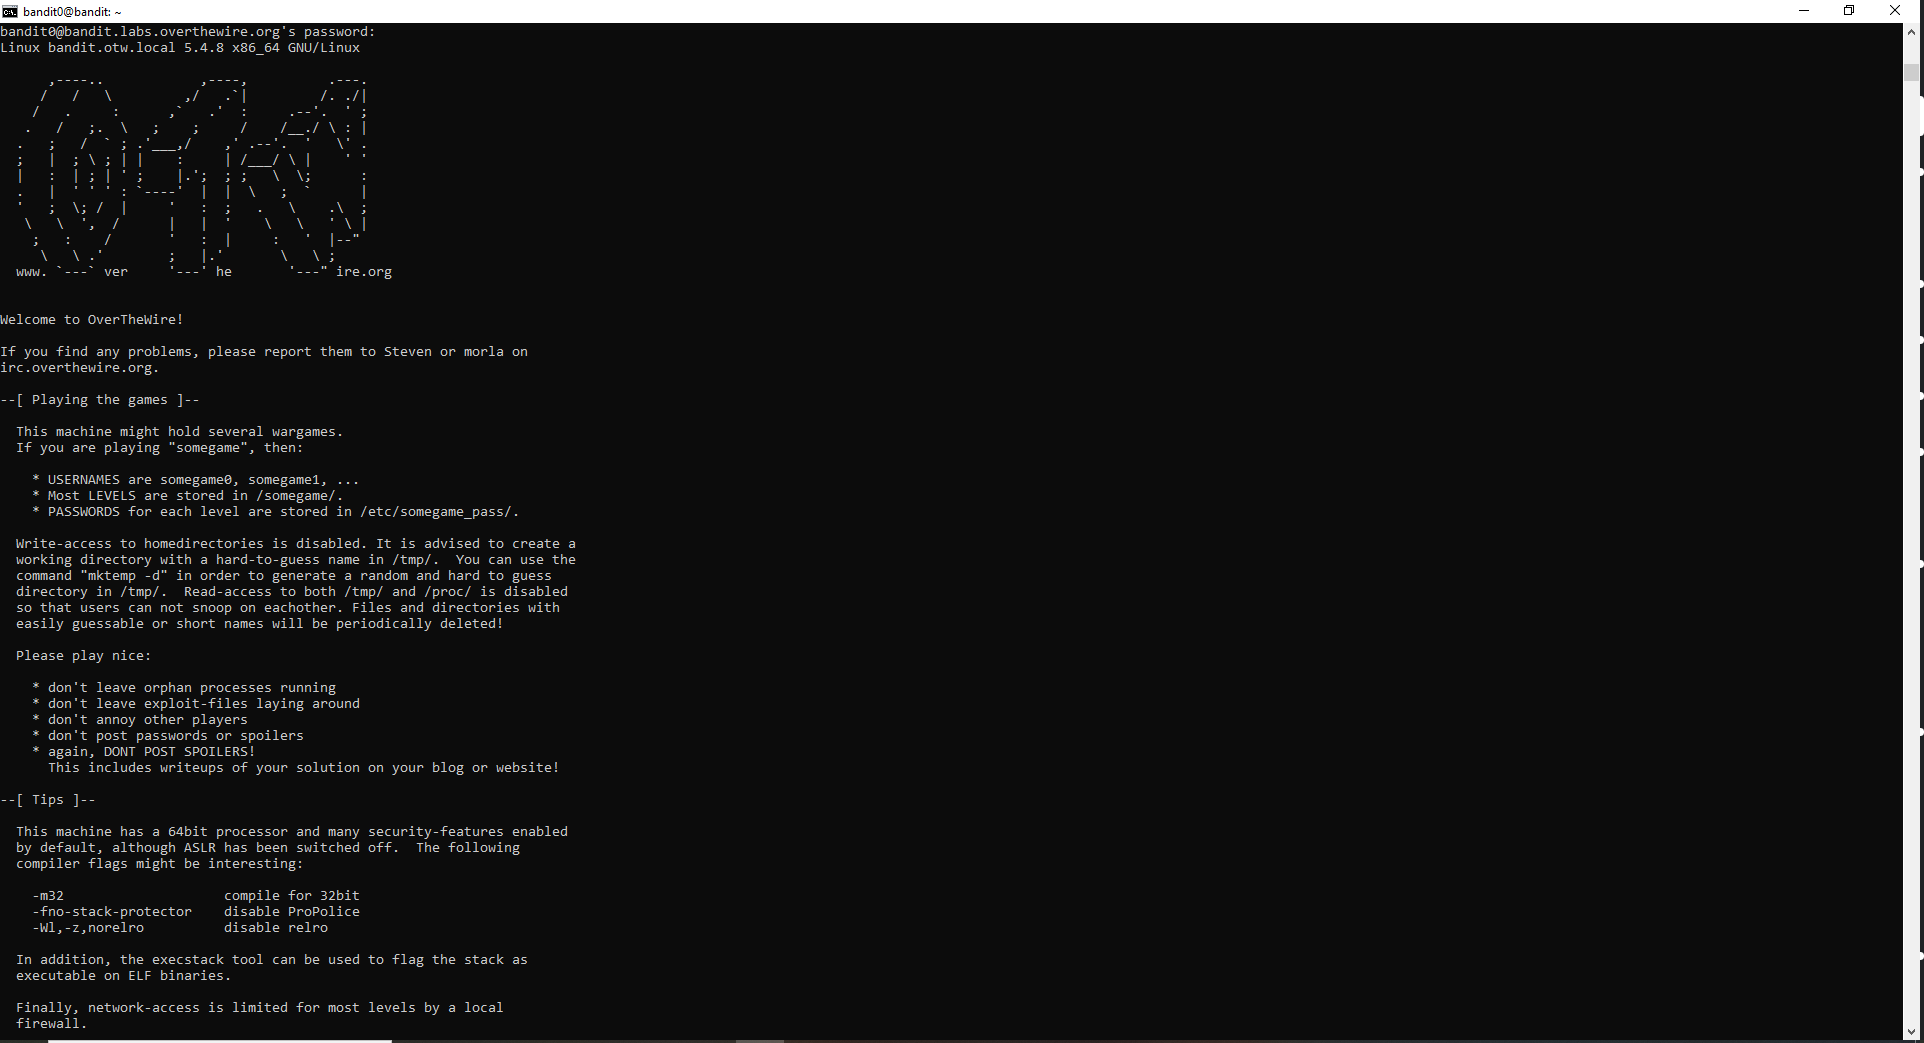 bandit0@bandit: ~
bandit0@bandit.labs.overthewire.org's password:
Linux bandit.otw.local 5.4.8 x86_64 GNU/Linux
      ,----..            ,----,          .---.
     /   /   \         ,/   .`|         /. ./|
    /   .     :      ,`   .'  :     .--'.  ' ;
   .   /   ;.  \   ;    ;     /    /__./ \ : |
  .   ;   /  ` ; .'___,/    ,' .--'.  '   \' .
  ;   |  ; \ ; | |    :     | /___/ \ |    ' '
  |   :  | ; | ' ;    |.';  ; ;   \  \;      :
  .   |  ' ' ' : `----'  |  |  \   ;  `      |
  '   ;  \; /  |     '   :  ;   .   \    .\  ;
   \   \  ',  /      |   |  '    \   \   ' \ |
    ;   :    /       '   :  |     :   '  |--"
     \   \ .'        ;   |.'       \   \ ;
  www. `---` ver     '---' he       '---" ire.org
Welcome to OverTheWire!
If you find any problems, please report them to Steven or morla on
irc.overthewire.org.
--[ Playing the games ]--
  This machine might hold several wargames.
  If you are playing "somegame", then:
    * USERNAMES are somegame0, somegame1, ...
    * Most LEVELS are stored in /somegame/.
    * PASSWORDS for each level are stored in /etc/somegame_pass/.
  Write-access to homedirectories is disabled. It is advised to create a
  working directory with a hard-to-guess name in /tmp/.  You can use the
  command "mktemp -d" in order to generate a random and hard to guess
  directory in /tmp/.  Read-access to both /tmp/ and /proc/ is disabled
  so that users can not snoop on eachother. Files and directories with
  easily guessable or short names will be periodically deleted!
  Please play nice:
    * don't leave orphan processes running
    * don't leave exploit-files laying around
    * don't annoy other players
    * don't post passwords or spoilers
    * again, DONT POST SPOILERS!
      This includes writeups of your solution on your blog or website!
--[ Tips ]--
  This machine has a 64bit processor and many security-features enabled
  by default, although ASLR has been switched off.  The following
  compiler flags might be interesting:
    -m32                    compile for 32bit
    -fno-stack-protector    disable ProPolice
    -Wl,-z,norelro          disable relro
  In addition, the execstack tool can be used to flag the stack as
  executable on ELF binaries.
  Finally, network-access is limited for most levels by a local
  firewall.